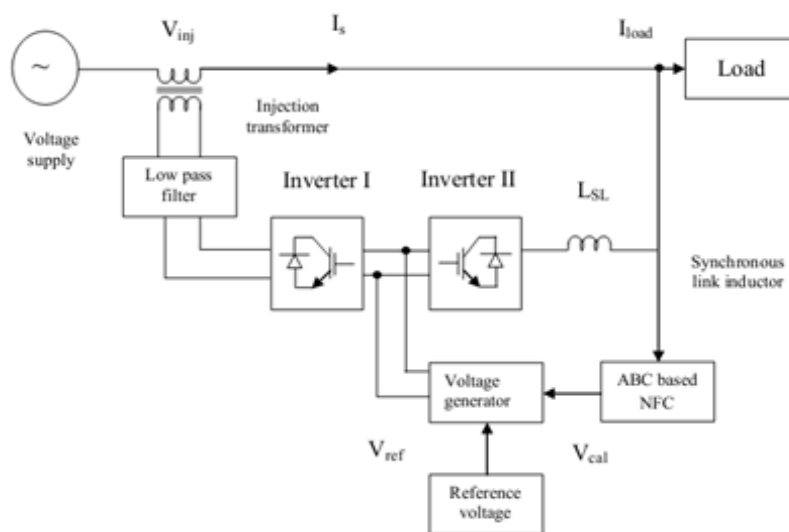 V_inj
I_s
I_load
~
Load
Voltage
supply
Injection
transformer
Low pass
filter
Inverter I
Inverter II
L_SL
Synchronous
link inductor
Voltage
generator
ABC based
NFC
V_ref
V_cal
Reference
voltage